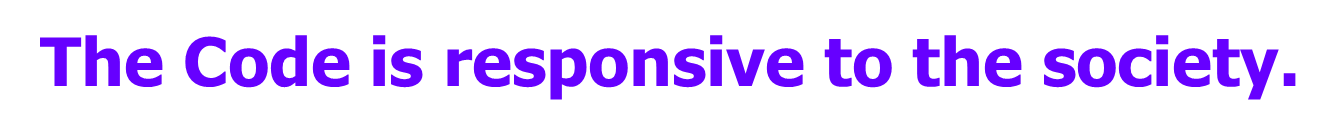 The Code is responsive to the society.